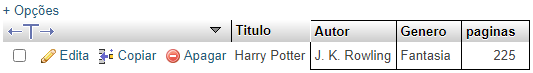 + Opções
Titulo Autor Genero paginas
Edita Copiar Apagar Harry Potter J. K. Rowling Fantasia 225